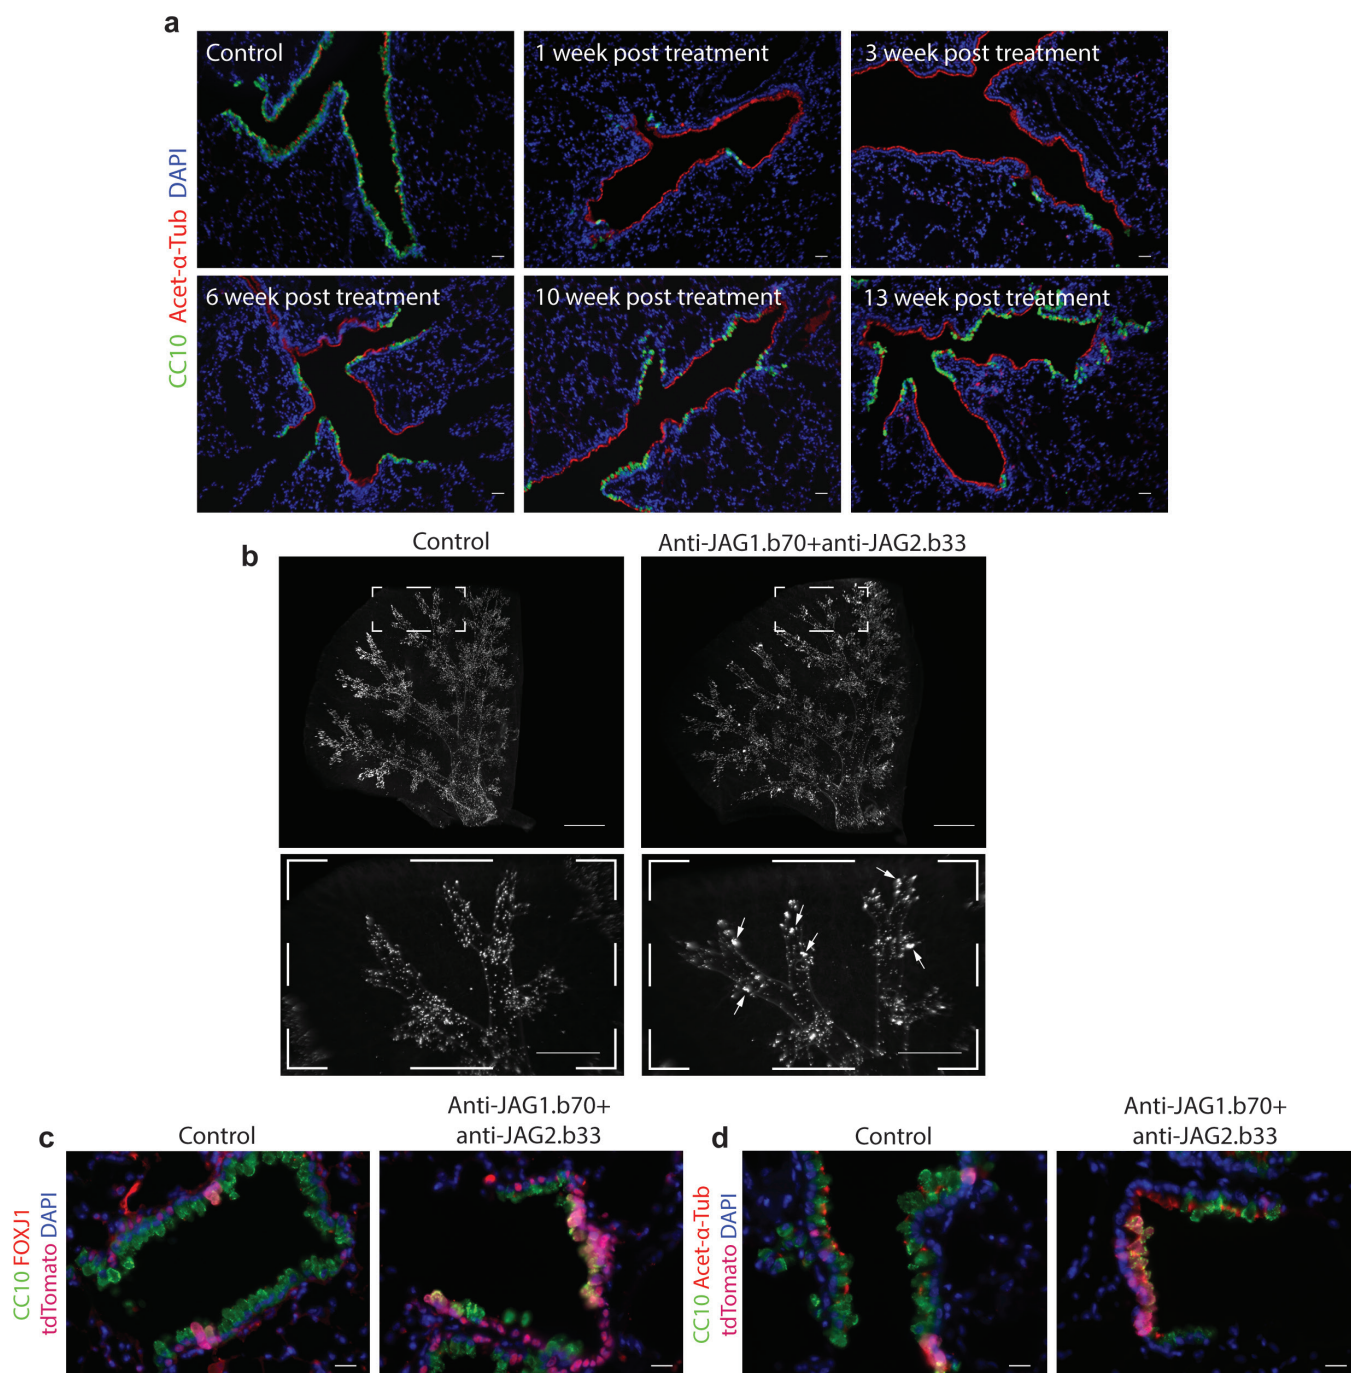 a
Control
1 week post treatment
3 week post treatment
CC10 Acet-α-Tub DAPI
6 week post treatment
10 week post treatment
13 week post treatment
b
Control
Anti-JAG1.b70+anti-JAG2.b33
c
Control
Anti-JAG1.b70+
anti-JAG2.b33
CC10 FOXJ1
tdTomato DAPI
d
Control
Anti-JAG1.b70+
anti-JAG2.b33
CC10 Acet-α-Tub
tdTomato DAPI